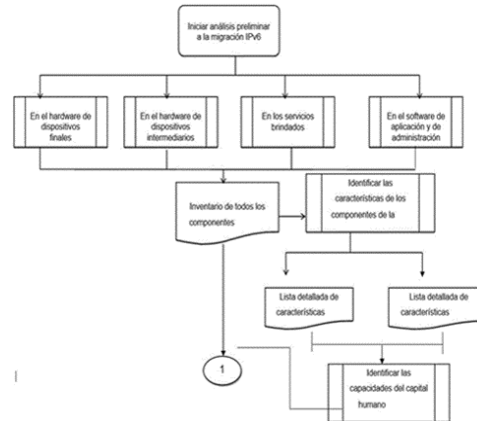 Iniciar análisis preliminar
a la migración IPv6
En el hardware de
dispositivos
finales
En el hardware de
dispositivos
intermediarios
En los servicios
brindados
En el software de
aplicación y de
administración
Inventario de todos los
componentes
Identificar las
características de los
componentes de la
Lista detallada de
características
Lista detallada de
características
1
Identificar las
capacidades del capital
humano